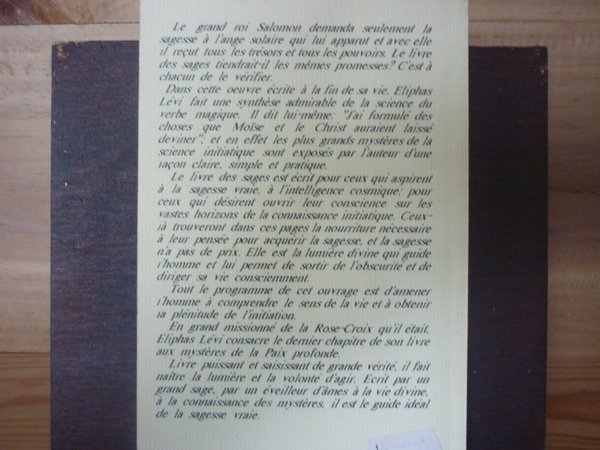 Le grand roi Salomon demanda seulement la
sagesse à l'ange solaire qui lui apparut et avec elle
il reçut tous les trésors et tous les pouvoirs. Le livre
des sages tiendrait-il les mêmes promesses? C'est à
chacun de le vérifier.
Dans cette oeuvre écrite à la fin de sa vie, Eliphas
Lévi fait une synthèse admirable de la science du
verbe magique. Il dit lui-même: "J'ai formulé des
choses que Moïse et le Christ auraient laissé
deviner"; et en effet les plus grands mystères de la
science initiatique sont exposés par l'auteur d'une
façon claire, simple et pratique.
Le livre des sages est écrit pour ceux qui aspirent
à la sagesse vraie, à l'intelligence cosmique; pour
ceux qui désirent ouvrir leur conscience sur les
vastes horizons de la connaissance initiatique. Ceux-
là trouveront dans ces pages la nourriture nécessaire
à leur pensée pour acquérir la sagesse, et la sagesse
n'a pas de prix. Elle est la lumière divine qui guide
l'homme et lui permet de sortir de l'obscurité et de
diriger sa vie consciemment.
Tout le programme de cet ouvrage est d'amener
l'homme à comprendre le sens de la vie et à obtenir
la plénitude de l'initiation.
En grand missionné de la Rose-Croix qu'il était,
Eliphas Lévi consacre le dernier chapitre de son livre
aux mystères de la Paix profonde.
Livre puissant et saisissant de grande vérité, il fait
naître la lumière et la volonté d'agir. Ecrit par un
grand sage, par un éveilleur d'âmes à la vie divine,
à la connaissance des mystères, il est le guide idéal
de la sagesse vraie.